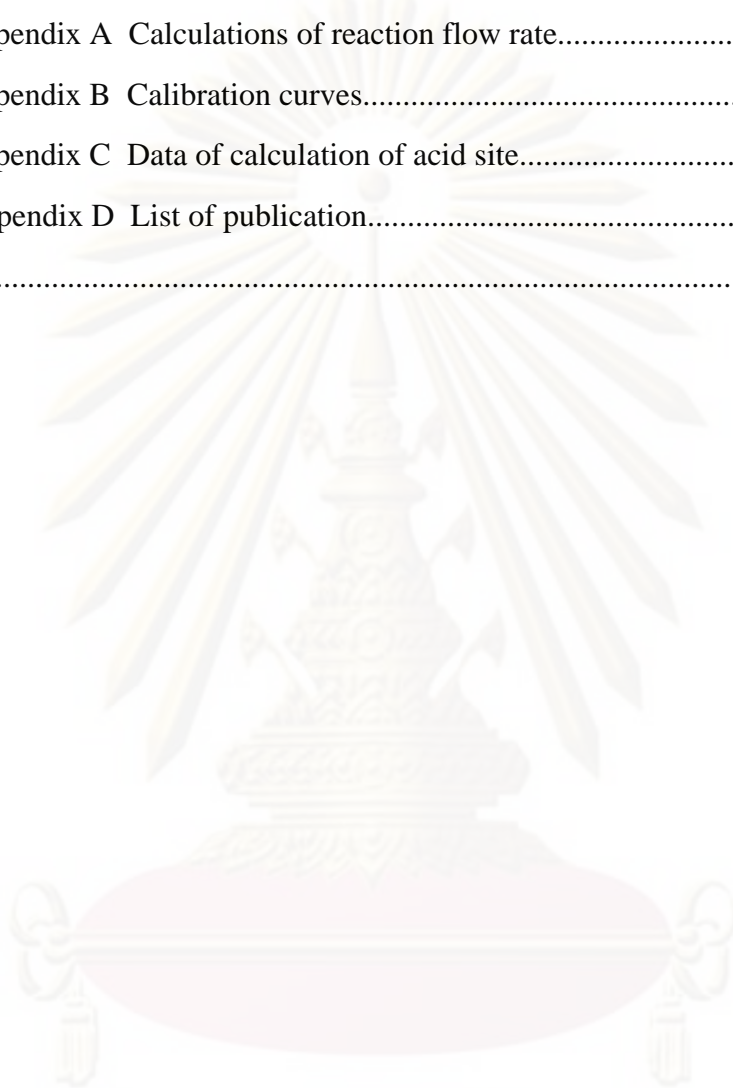 pendix A  Calculations of reaction flow rate.......................
pendix B  Calibration curves................................................
pendix C  Data of calculation of acid site............................
pendix D  List of publication...............................................
................................................................................................